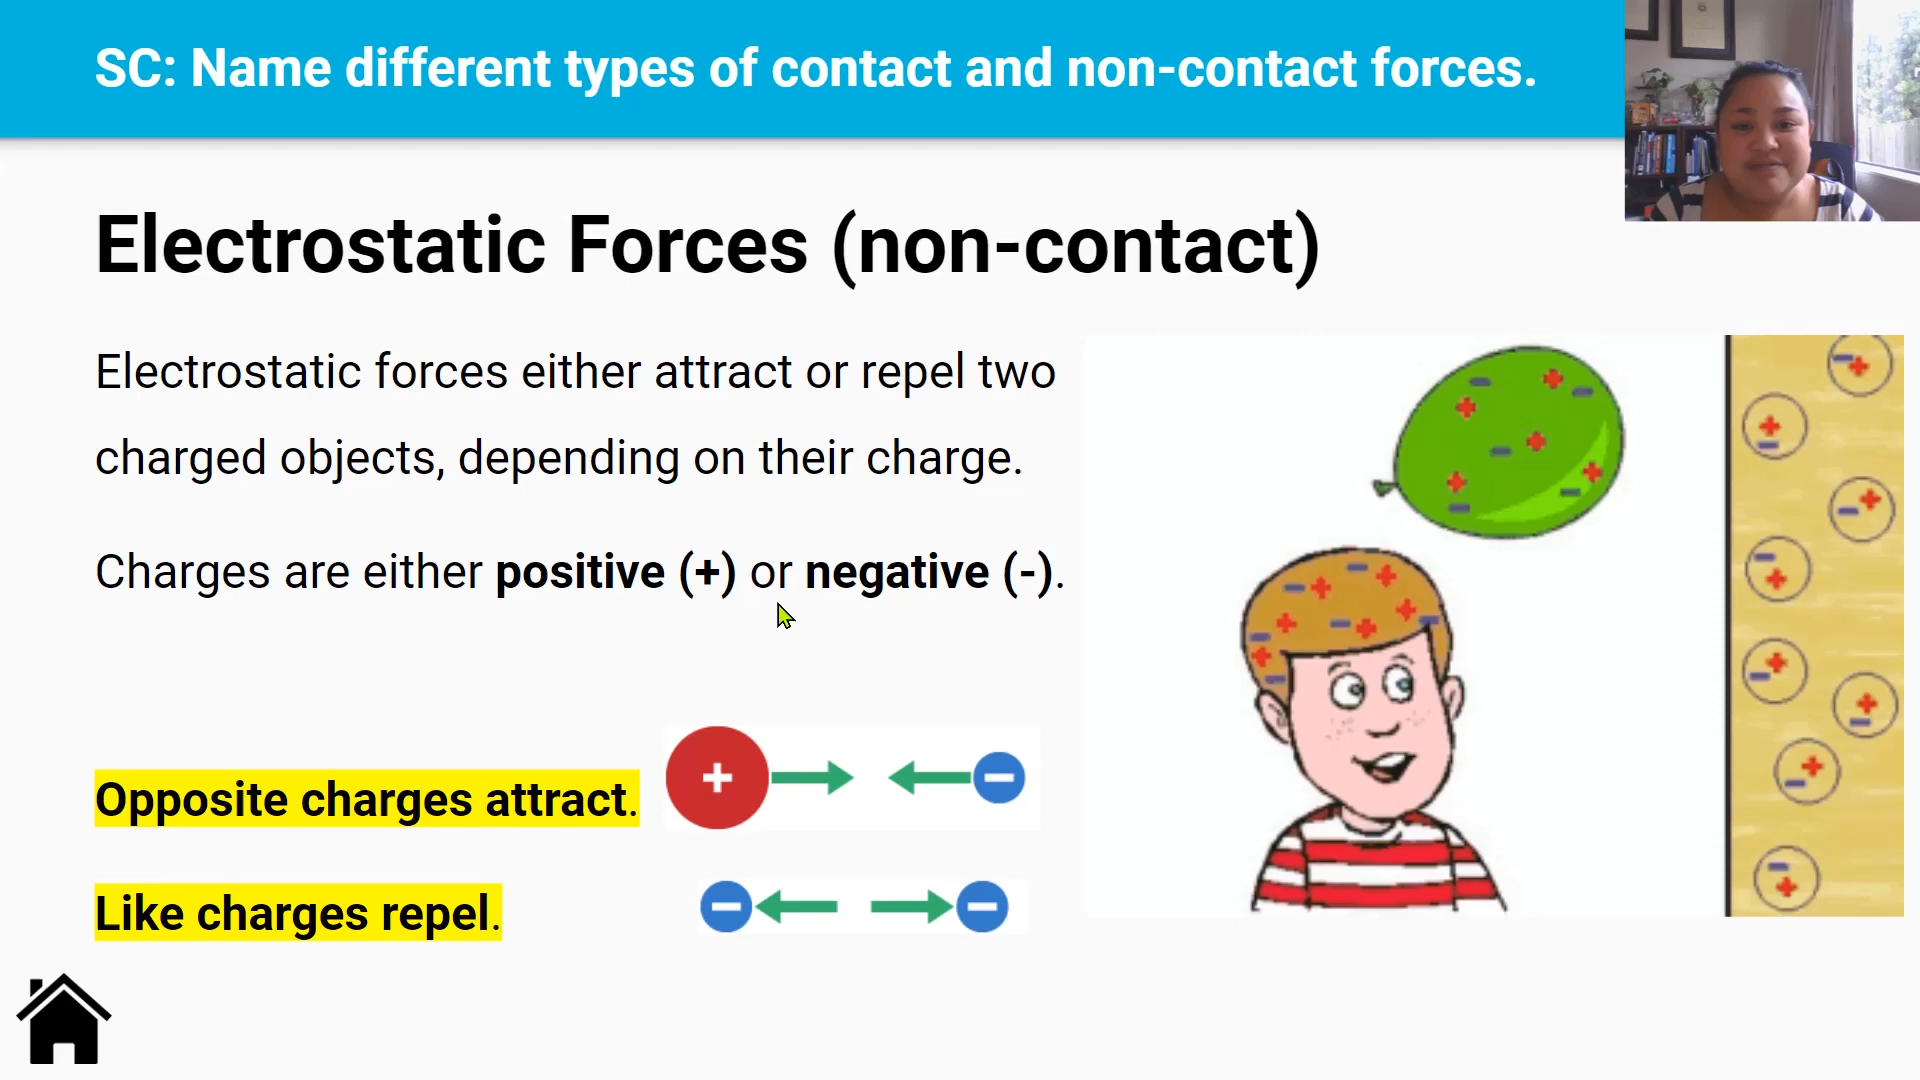 SC: Name different types of contact and non-contact forces.
Electrostatic Forces (non-contact)
Electrostatic forces either attract or repel two
charged objects, depending on their charge.
Charges are either positive (+) or negative (-).
Opposite charges attract.
Like charges repel.